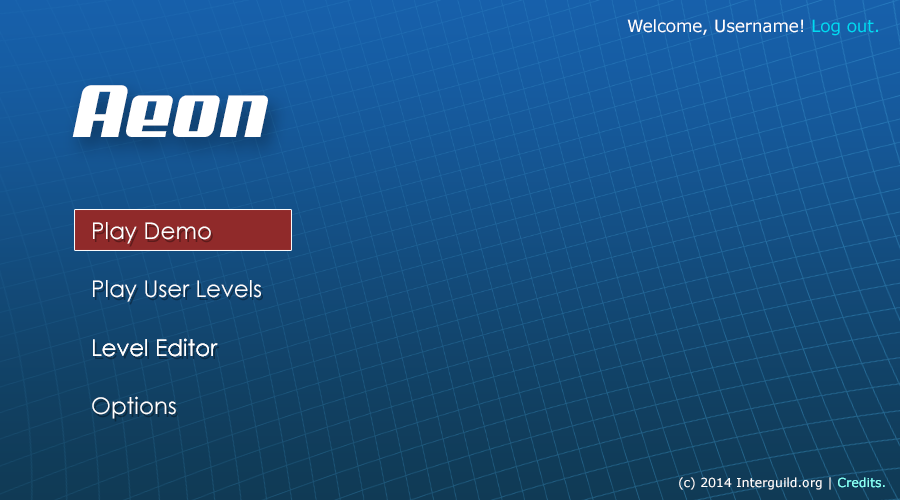 Welcome, Username! Log out.
Aeon
Play Demo
Play User Levels
Level Editor
Options
(c) 2014 Interguild.org | Credits.